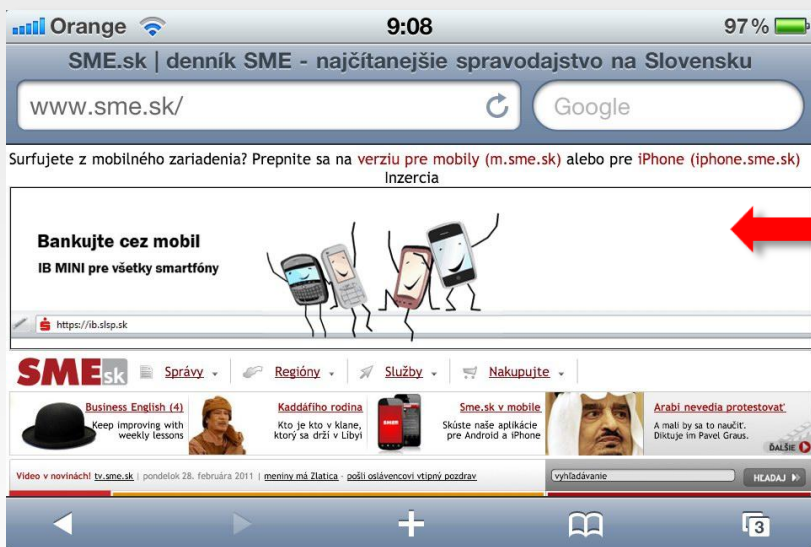 Orange 9:08 97%
SME.sk | denník SME - najčítanejšie spravodajstvo na Slovensku
www.sme.sk/ Google
Surfujete z mobilného zariadenia? Prepnite sa na verziu pre mobily (m.sme.sk) alebo pre iPhone (iphone.sme.sk)
Inzercia
Bankujte cez mobil
IB MINI pre všetky smartfóny
https://ib.slsp.sk
SME sk Správy Regióny Služby Nakupujte
Business English (4)
Keep improving with
weekly lessons
Kaddáfiho rodina
Kto je kto v klane,
ktorý sa drží v Libyi
SME.sk
Sme.sk v mobile
Skúste naše aplikácie
pre Android a iPhone
Arabi nevedia protestovať
A mali by sa to naučiť.
Diktuje im Pavel Graus.
ĎALŠIE
Video v novinách! tv.sme.sk | pondelok 28. februára 2011 | meniny má Zlatica - pošli oslávencovi vtipný pozdrav
vyhľadávanie HĽADAJ
3